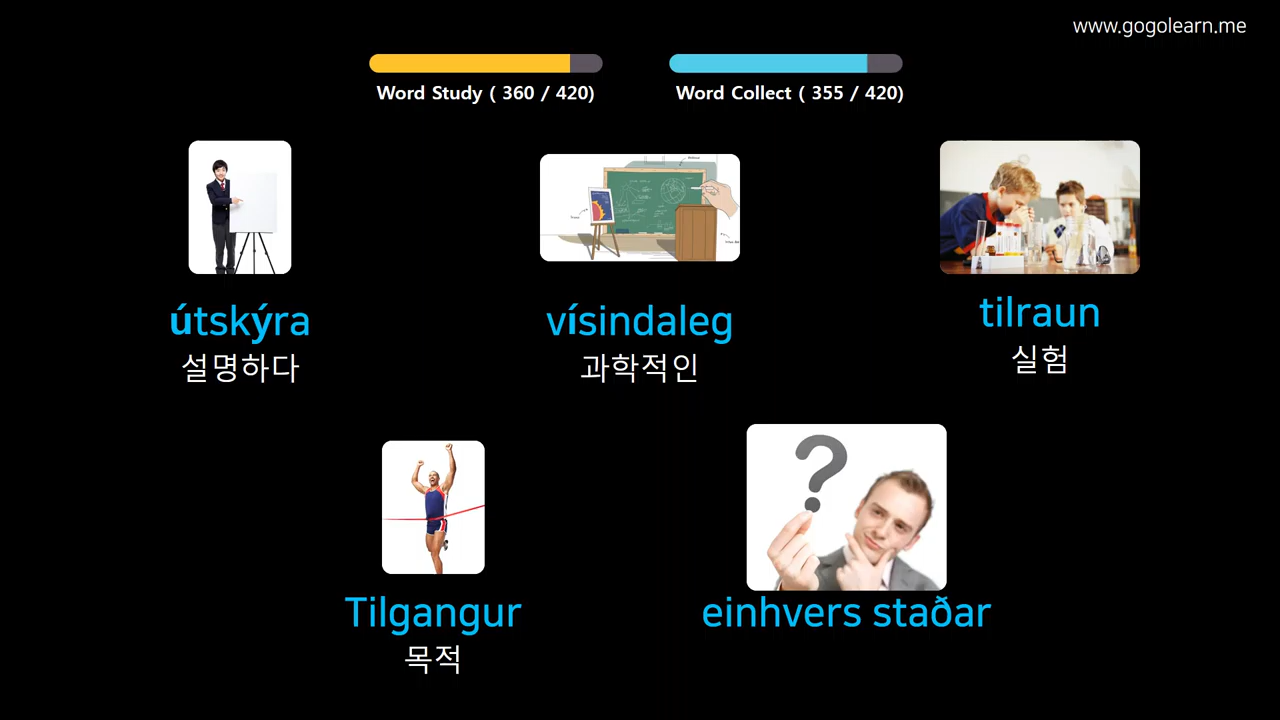 www.gogolearn.me
Word Study ( 360 / 420)
Word Collect ( 355 / 420)
útskýra
설명하다
vísindaleg
과학적인
tilraun
실험
Tilgangur
목적
einhvers staðar